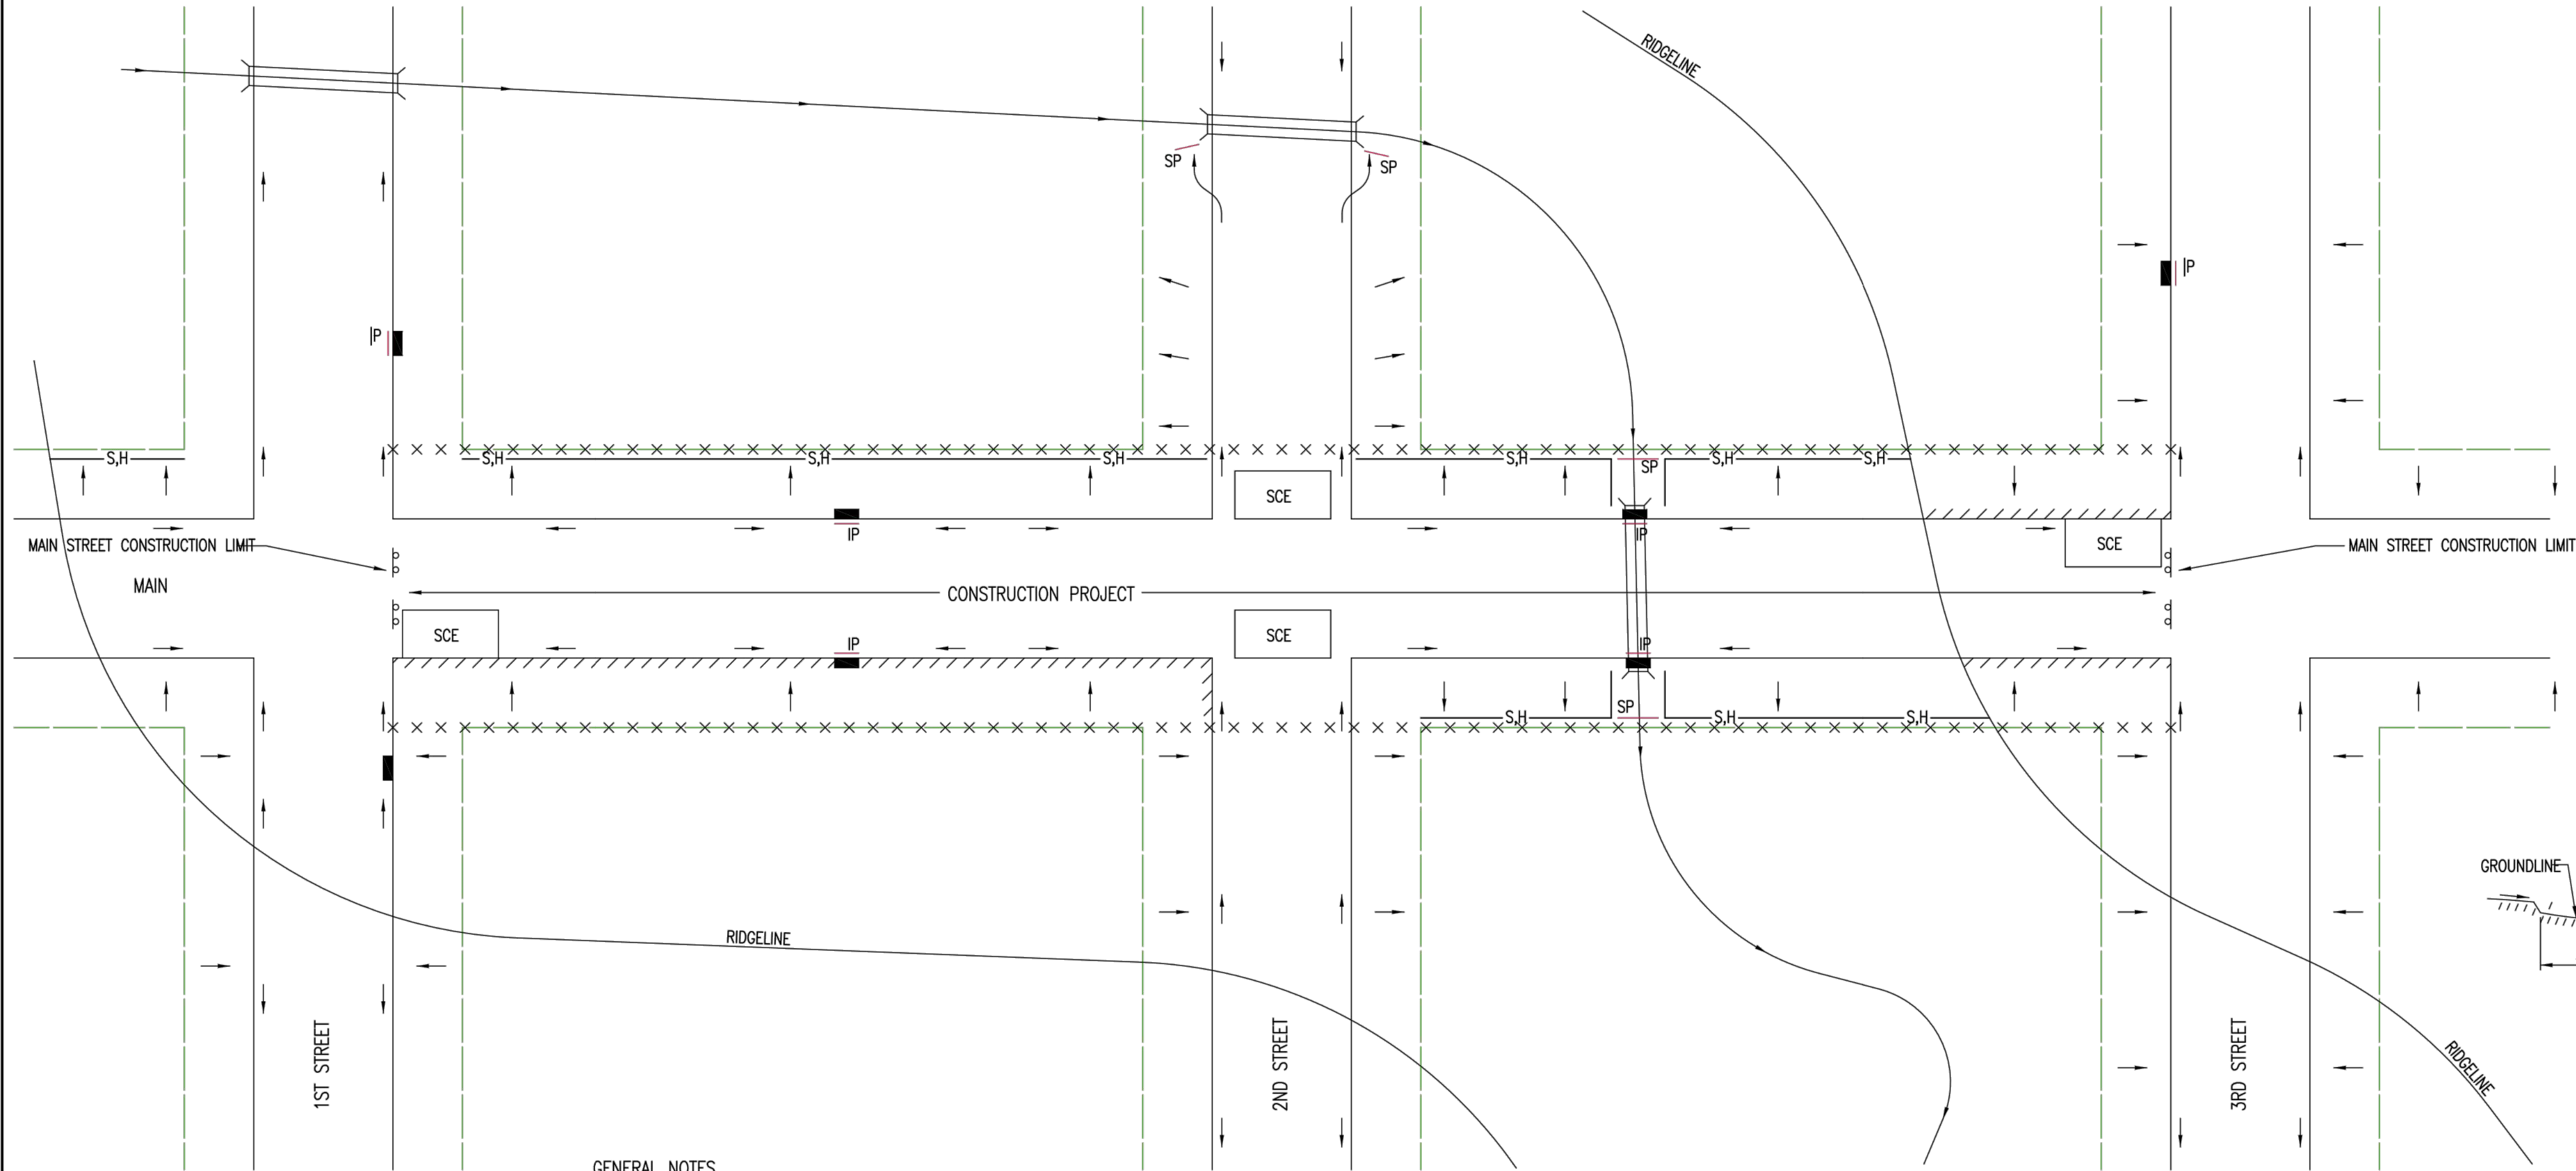 RIDGELINE
SP
SP
IP
IP
S,H
S,H
S,H
S,H
S,H
SP
S,H
S,H
SCE
IP
IP
MAIN STREET CONSTRUCTION LIMIT
SCE
MAIN STREET CONSTRUCTION LIMIT
MAIN
CONSTRUCTION PROJECT
SCE
IP
SCE
IP
S,H
SP
S,H
S,H
GROUNDLINE
RIDGELINE
1ST STREET
2ND STREET
3RD STREET
RIDGELINE
GENERAL NOTES